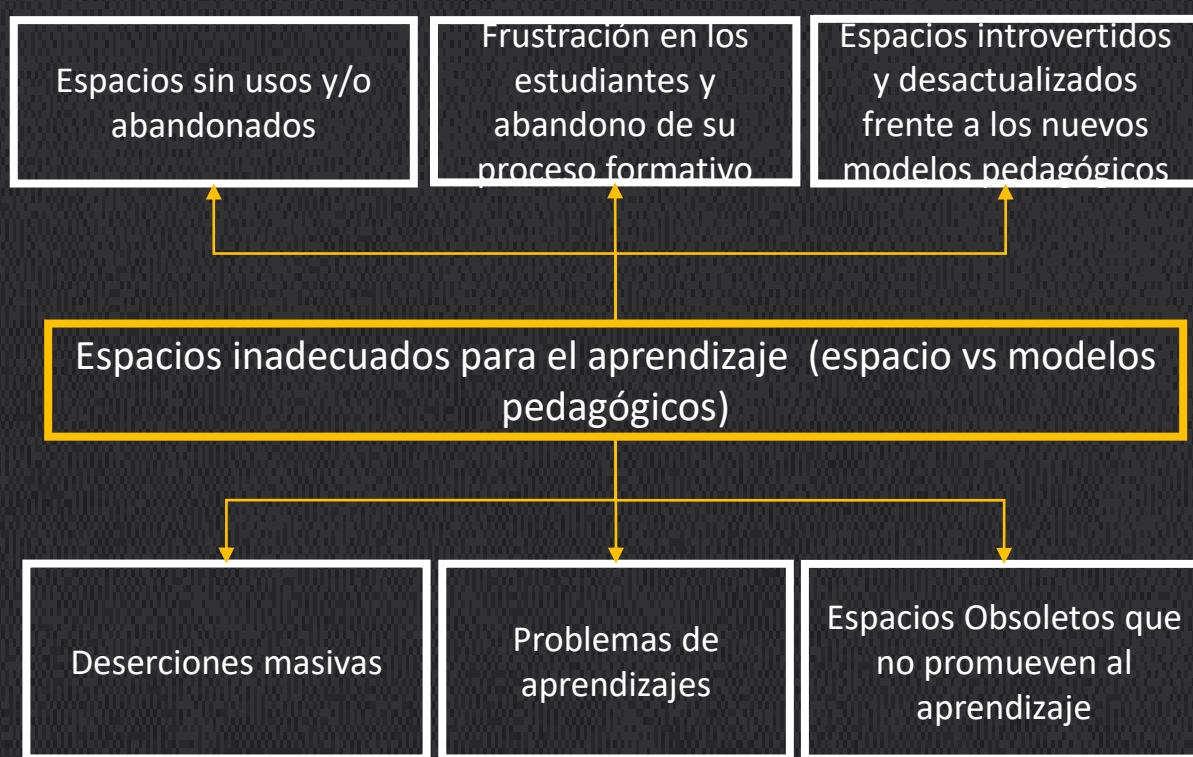 Espacios sin usos y/o
abandonados
Frustración en los
estudiantes y
abandono de su
proceso formativo
Espacios introvertidos
y desactualizados
frente a los nuevos
modelos pedagógicos
Espacios inadecuados para el aprendizaje (espacio vs modelos
pedagógicos)
Deserciones masivas
Problemas de
aprendizajes
Espacios Obsoletos que
no promueven al
aprendizaje